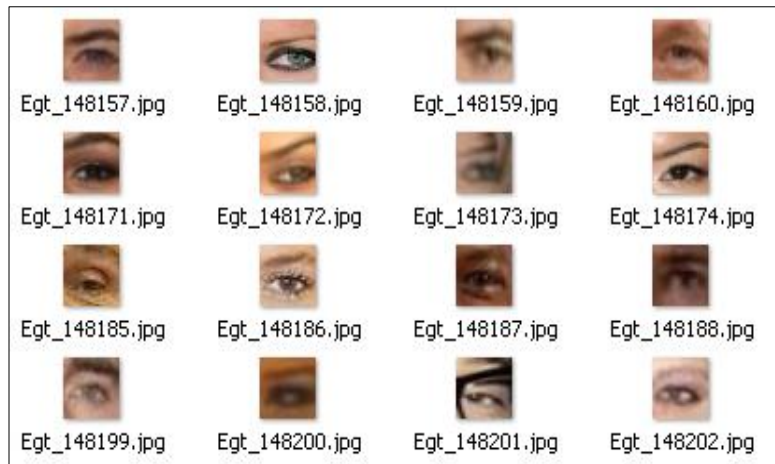 Egt_148157.jpg Egt_148158.jpg Egt_148159.jpg Egt_148160.jpg
Egt_148171.jpg Egt_148172.jpg Egt_148173.jpg Egt_148174.jpg
Egt_148185.jpg Egt_148186.jpg Egt_148187.jpg Egt_148188.jpg
Egt_148199.jpg Egt_148200.jpg Egt_148201.jpg Egt_148202.jpg